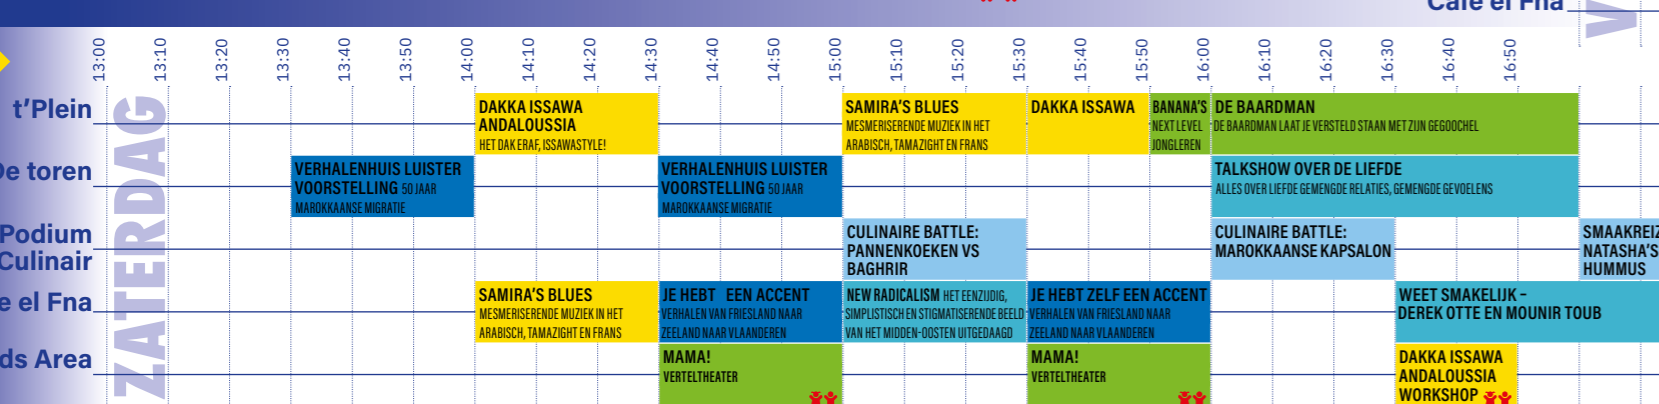 Café el Fna
13:00 13:10 13:20 13:30 13:40 13:50 14:00 14:10 14:20 14:30 14:40 14:50 15:00 15:10 15:20 15:30 15:40 15:50 16:00 16:10 16:20 16:30 16:40 16:50
ZATERDAG
t'Plein
DAKKA ISSAWA
ANDALOUSSIA
HET DAK ERAF, ISSAWASTYLE!
SAMIRA'S BLUES
MESMERISERENDE MUZIEK IN HET
ARABISCH, TAMAZIGHT EN FRANS
DAKKA ISSAWA
BANANA'S
NEXT LEVEL
JONGLEREN
DE BAARDMAN
DE BAARDMAN LAAT JE VERSTELD STAAN MET ZIJN GEGOOCHEL
De toren
VERHALENHUIS LUISTER
VOORSTELLING 50 JAAR
MAROKKAANSE MIGRATIE
VERHALENHUIS LUISTER
VOORSTELLING 50 JAAR
MAROKKAANSE MIGRATIE
TALKSHOW OVER DE LIEFDE
ALLES OVER LIEFDE GEMENGDE RELATIES, GEMENGDE GEVOELENS
Podium
Culinair
CULINAIRE BATTLE:
PANNENKOEKEN VS
BAGHRIR
CULINAIRE BATTLE:
MAROKKAANSE KAPSALON
SMAAKREIZ
NATASHA'S
HUMMUS
e el Fna
SAMIRA'S BLUES
MESMERISERENDE MUZIEK IN HET
ARABISCH, TAMAZIGHT EN FRANS
JE HEBT EEN ACCENT
VERHALEN VAN FRIESLAND NAAR
ZEELAND NAAR VLAANDEREN
NEW RADICALISM HET EENZIJDIG,
SIMPLISTISCH EN STIGMATISERENDE BEELD
VAN HET MIDDEN-OOSTEN UITGEDAAGD
JE HEBT ZELF EEN ACCENT
VERHALEN VAN FRIESLAND NAAR
ZEELAND NAAR VLAANDEREN
WEET SMAKELIJK –
DEREK OTTE EN MOUNIR TOUB
ds Area
MAMA!
VERTELTHEATER
MAMA!
VERTELTHEATER
DAKKA ISSAWA
ANDALOUSSIA
WORKSHOP